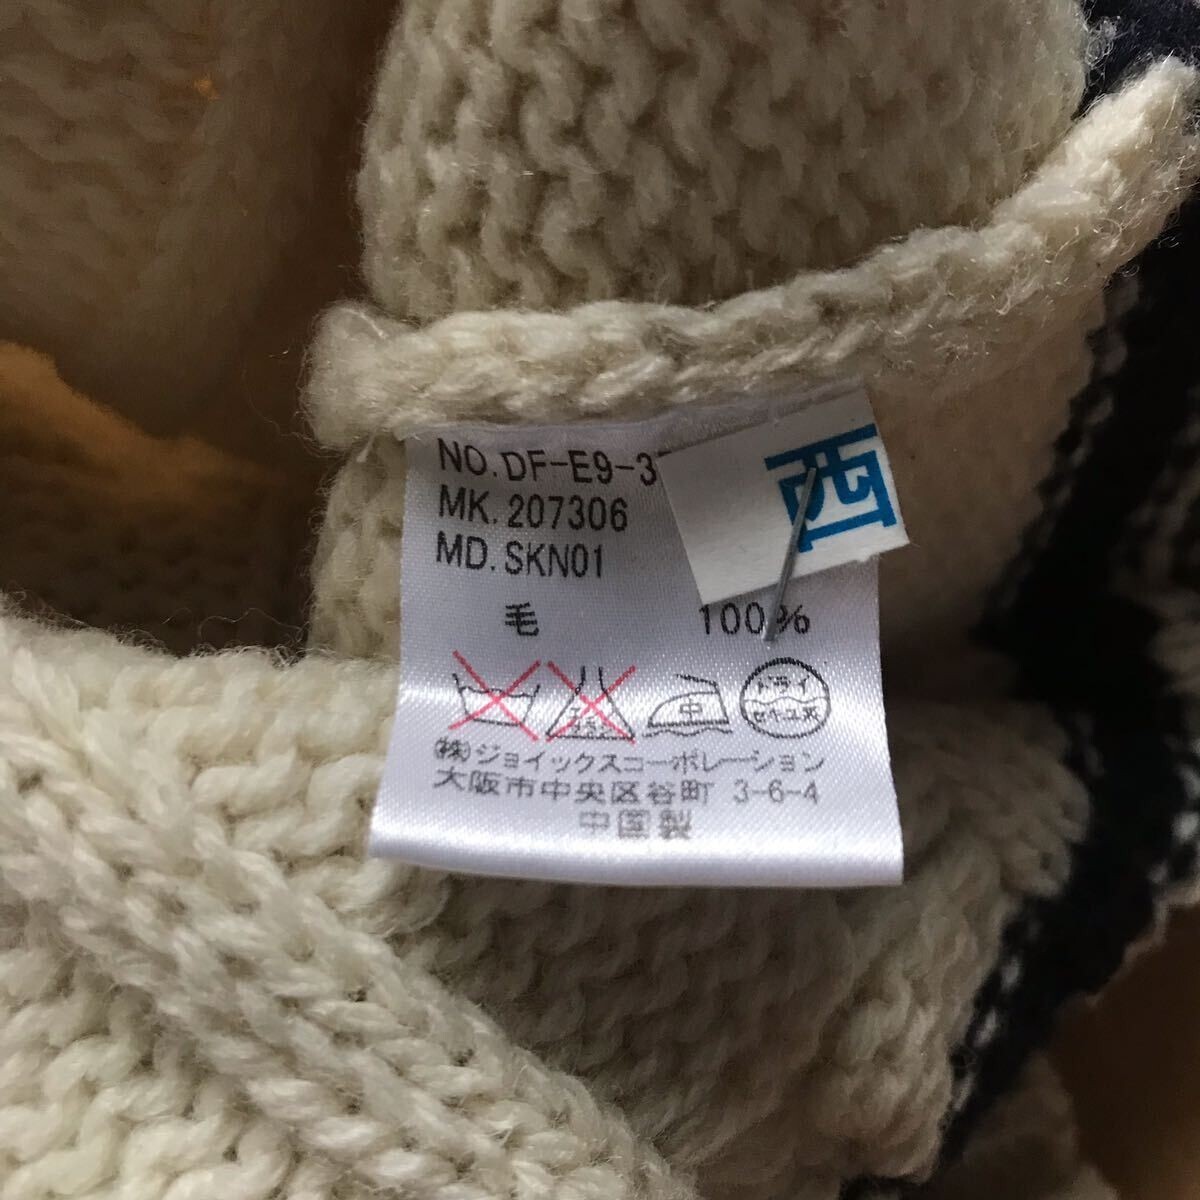 NO.DF-E9-3
西
MK.207306
MD.SKN01
毛 100%
中 ドライ
セキユ系
㈱ジョイックスコーポレーション
大阪市中央区谷町 3-6-4
中国製